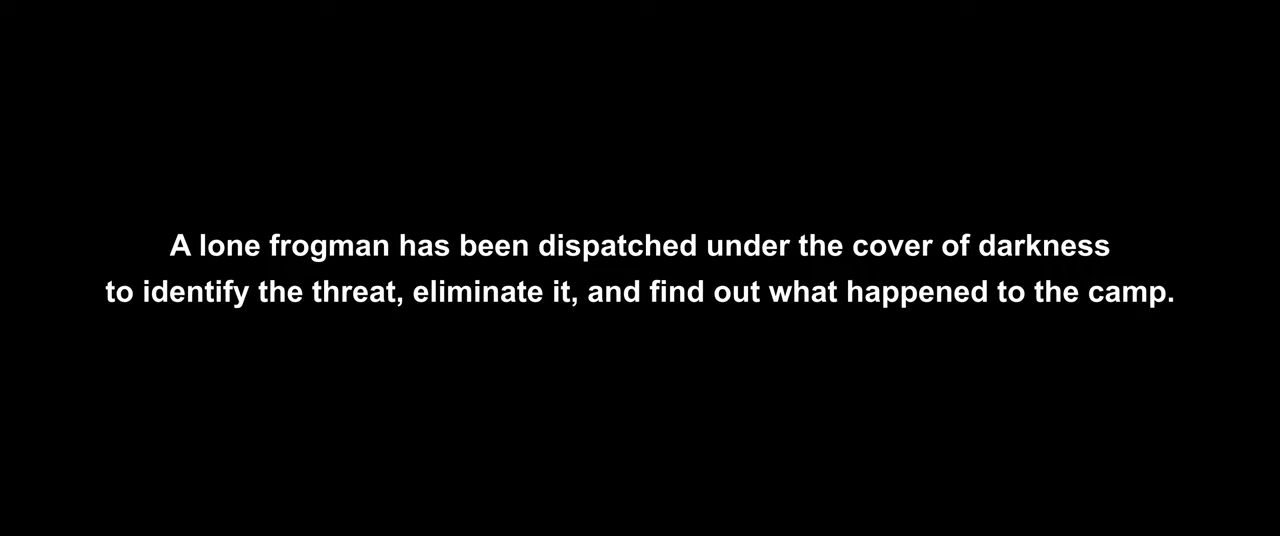 A lone frogman has been dispatched under the cover of darkness
to identify the threat, eliminate it, and find out what happened to the camp.